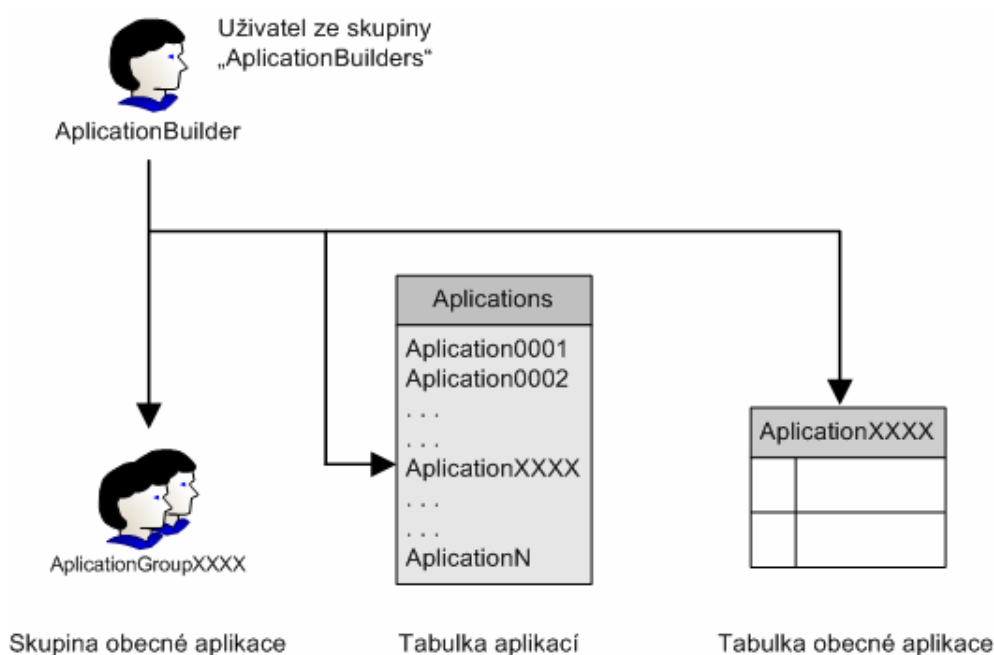 Uživatel ze skupiny
„AplicationBuilders“
AplicationBuilder
Aplications
Aplication0001
Aplication0002
. . .
. . .
AplicationXXXX
. . .
. . .
AplicationN
AplicationXXXX
AplicationGroupXXXX
Skupina obecné aplikace
Tabulka aplikací
Tabulka obecné aplikace